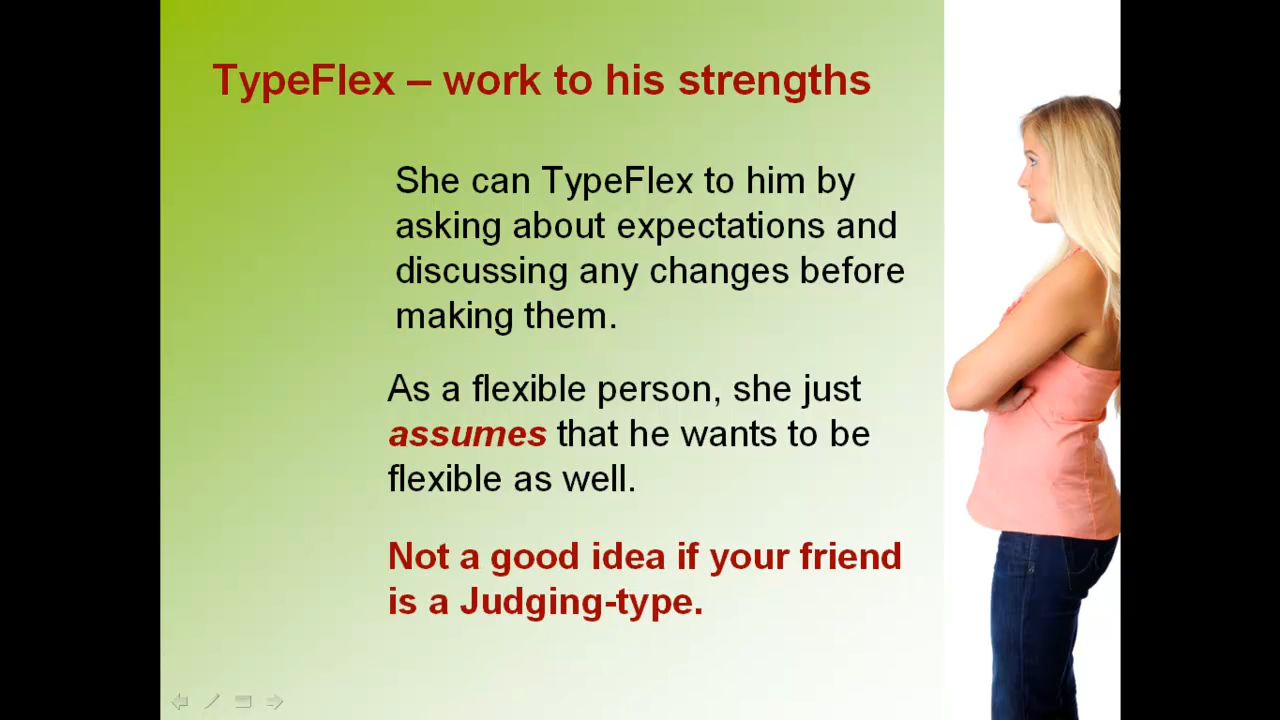 TypeFlex – work to his strengths
She can TypeFlex to him by
asking about expectations and
discussing any changes before
making them.
As a flexible person, she just
assumes that he wants to be
flexible as well.
Not a good idea if your friend
is a Judging-type.